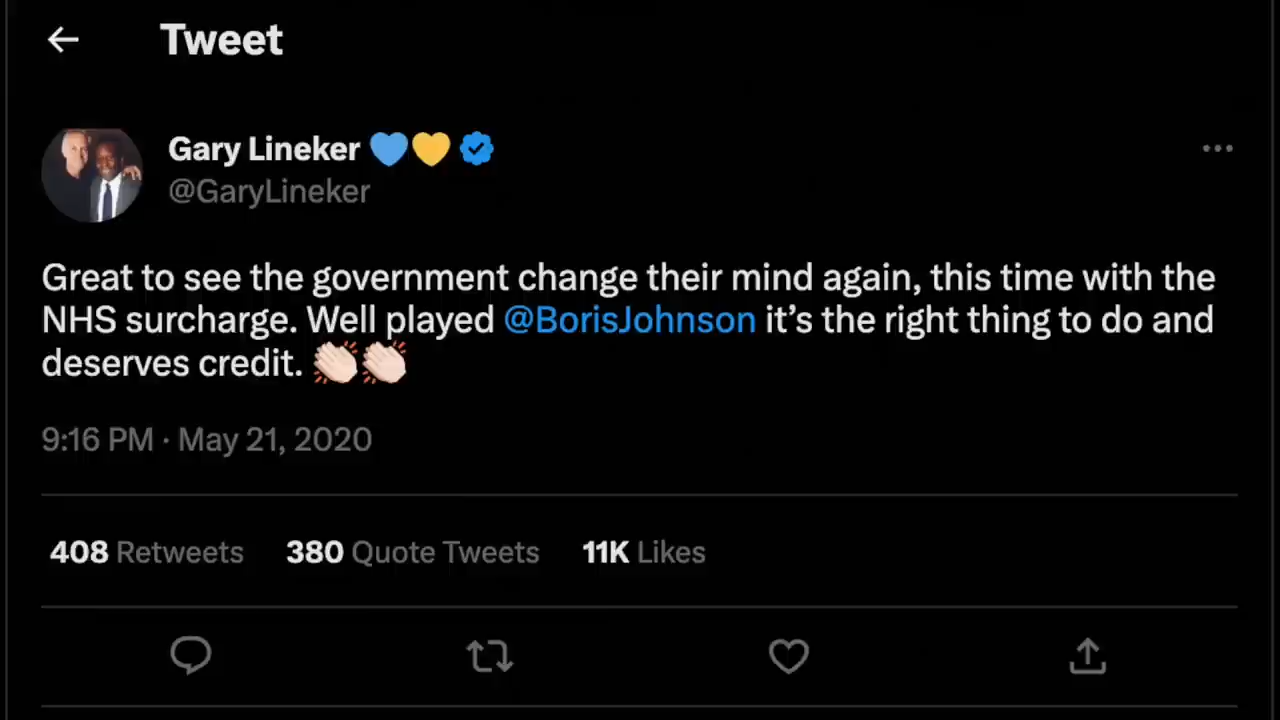 Tweet
Gary Lineker 💙💛
@GaryLineker
Great to see the government change their mind again, this time with the
NHS surcharge. Well played @BorisJohnson it’s the right thing to do and
deserves credit. 👏🏻👏🏻
9:16 PM · May 21, 2020
408 Retweets 380 Quote Tweets 11K Likes